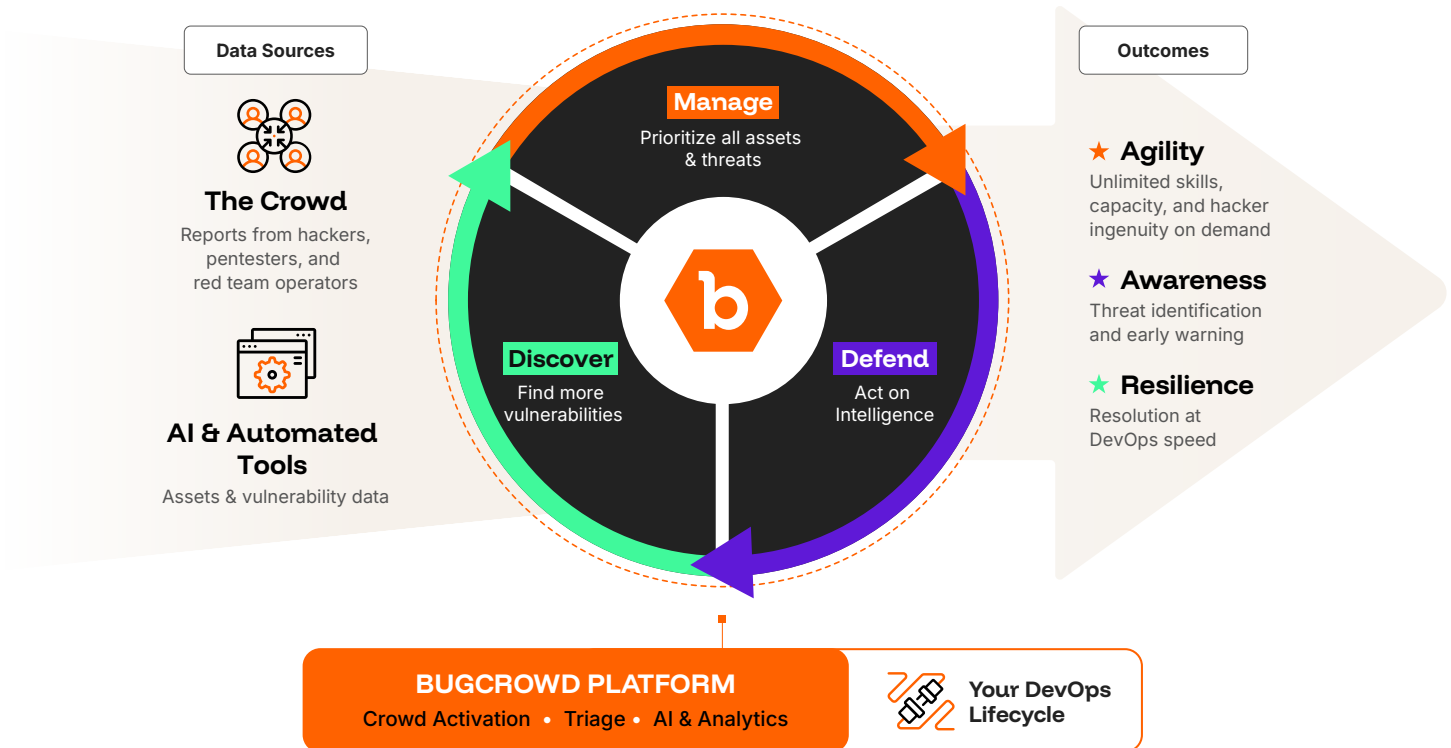 Data Sources
The Crowd
Reports from hackers,
pentesters, and
red team operators
AI & Automated
Tools
Assets & vulnerability data
Manage
Prioritize all assets
& threats
b
Discover
Find more
vulnerabilities
Defend
Act on
Intelligence
Outcomes
Agility
Unlimited skills,
capacity, and hacker
ingenuity on demand
Awareness
Threat identification
and early warning
Resilience
Resolution at
DevOps speed
BUGCROWD PLATFORM
Crowd Activation • Triage • AI & Analytics
Your DevOps
Lifecycle